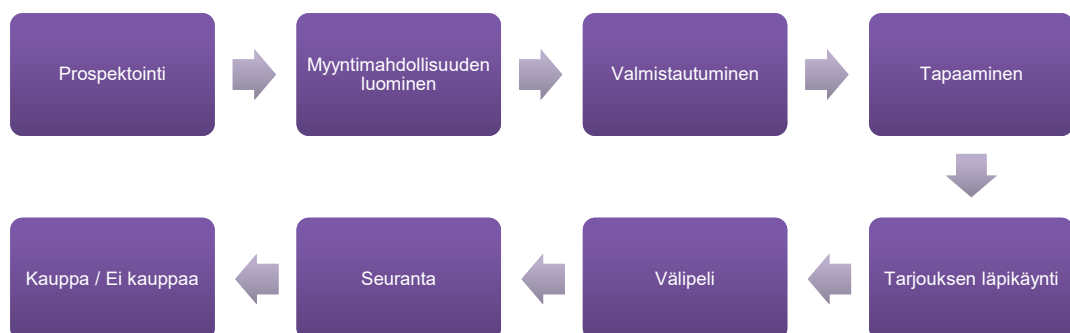 Prospektointi
Myyntimahdollisuuden
luominen
Valmistautuminen
Tapaaminen
Tarjouksen läpikäynti
Välipeli
Seuranta
Kauppa / Ei kauppaa